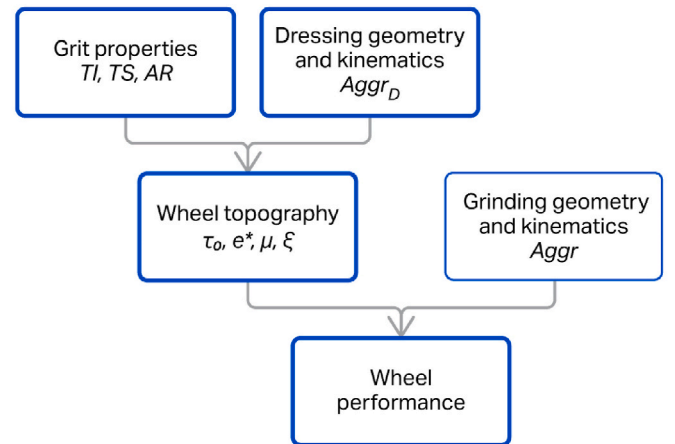 Grit properties
TI, TS, AR
Dressing geometry
and kinematics
Aggr_D
Wheel topography
τ₀, e*, μ, ξ
Grinding geometry
and kinematics
Aggr
Wheel
performance